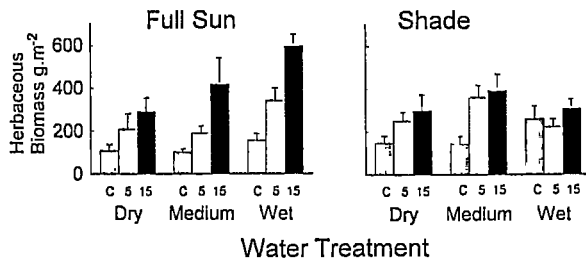 Full Sun Shade
Herbaceous
Biomass g.m-2
600
400
200
0
C 5 15 C 5 15 C 5 15 C 5 15 C 5 15 C 5 15
Dry Medium Wet Dry Medium Wet
Water Treatment